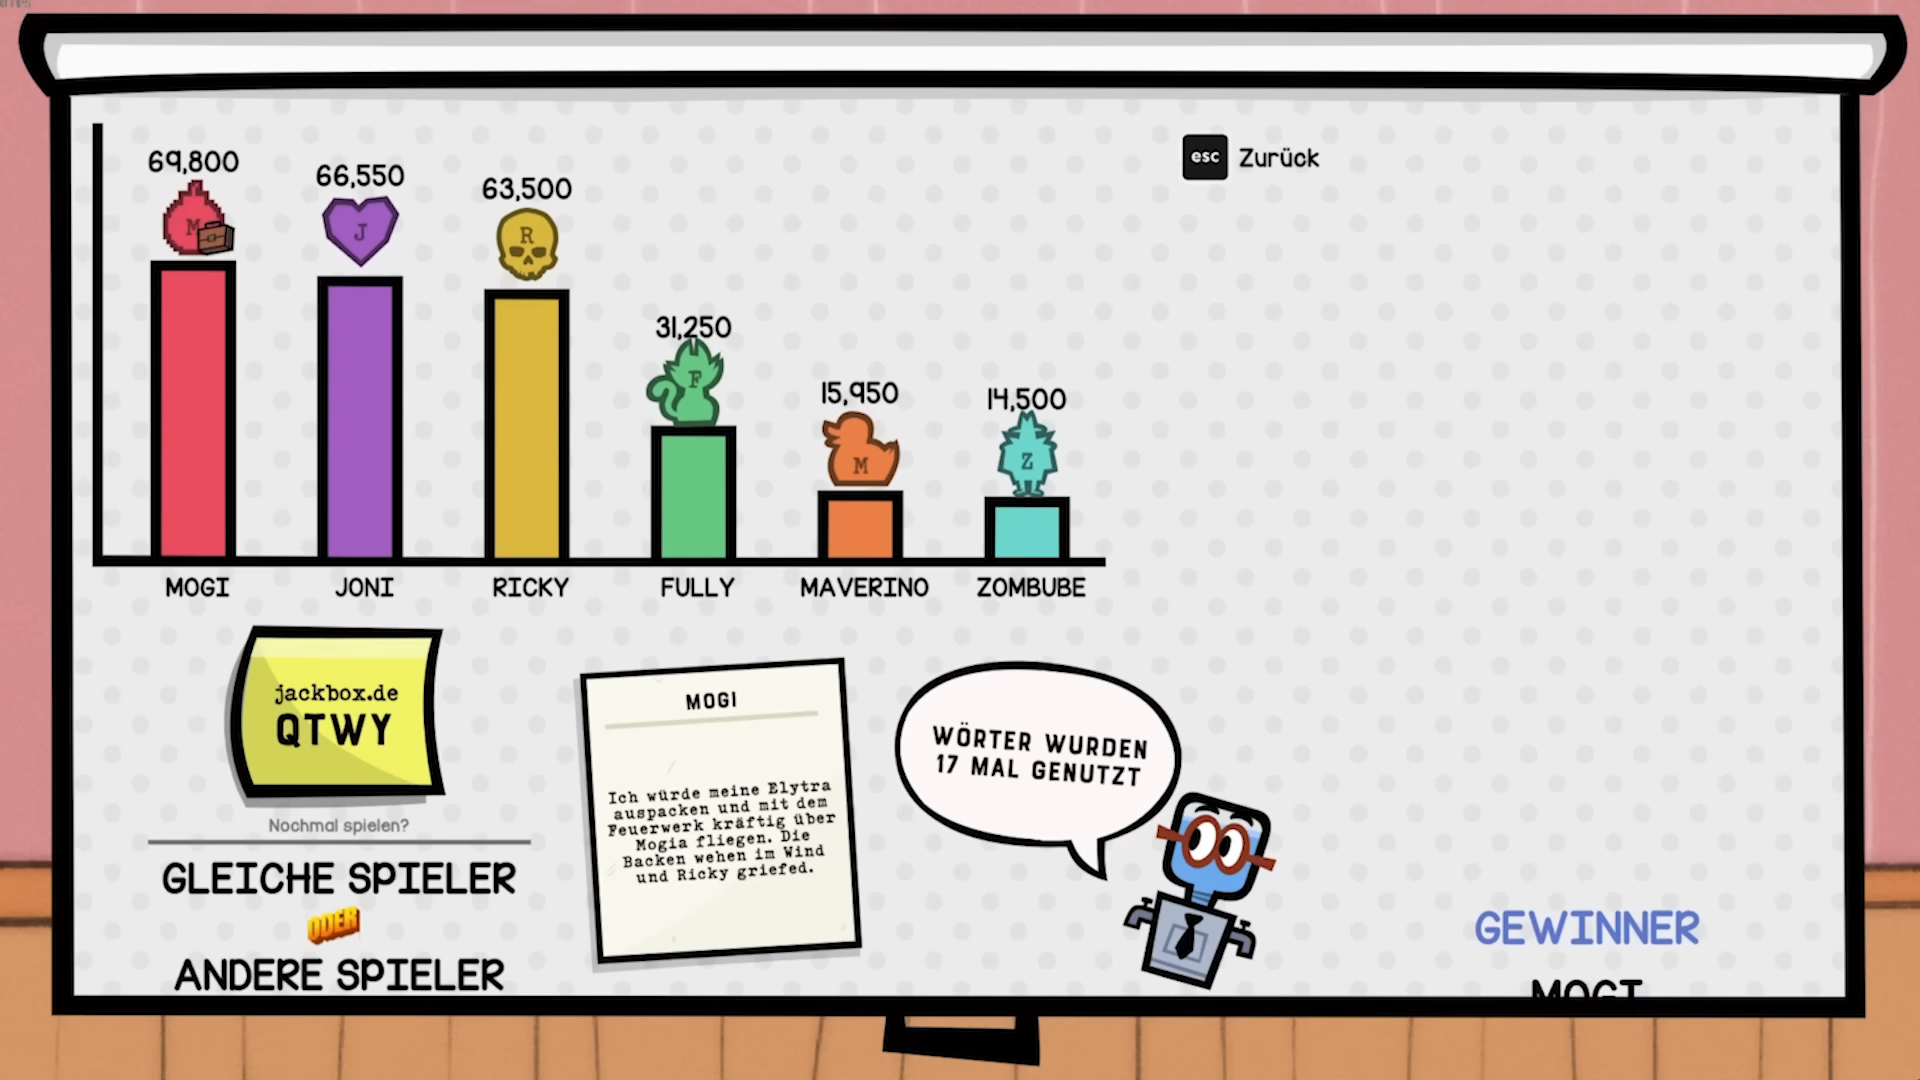 69,800
66,550
63,500
31,250
15,950
14,500
M
J
R
F
M
Z
MOGI
JONI
RICKY
FULLY
MAVERINO
ZOMBUBE
esc Zurück
jackbox.de
QTWY
Nochmal spielen?
GLEICHE SPIELER
ODER
ANDERE SPIELER
MOGI
Ich würde meine Elytra
auspacken und mit dem
Feuerwerk kräftig über
Mogia fliegen. Die
Backen wehen im Wind
und Ricky griefed.
WÖRTER WURDEN
17 MAL GENUTZT
GEWINNER
MOGI